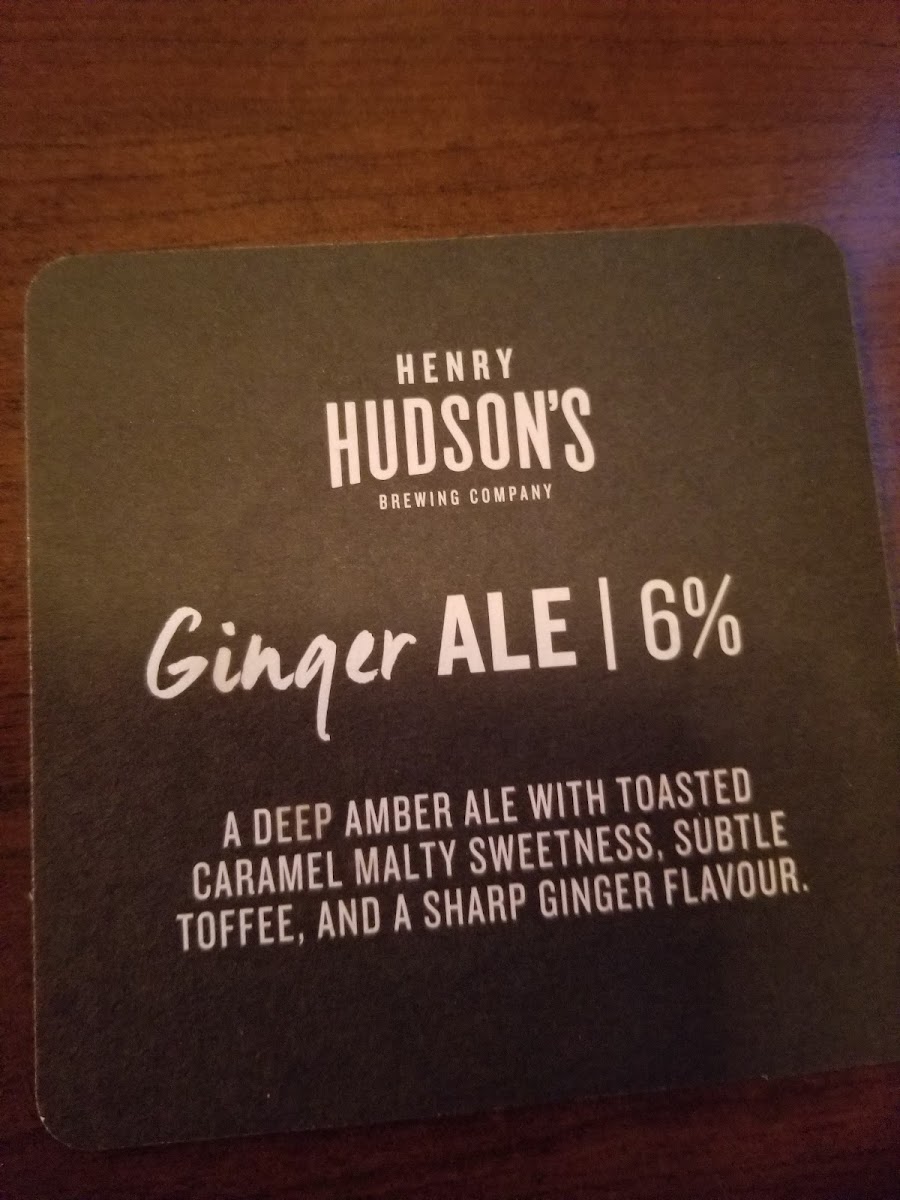 HENRY
HUDSON'S
BREWING COMPANY
Ginger ALE | 6%
A DEEP AMBER ALE WITH TOASTED
CARAMEL MALTY SWEETNESS, SUBTLE
TOFFEE, AND A SHARP GINGER FLAVOUR.